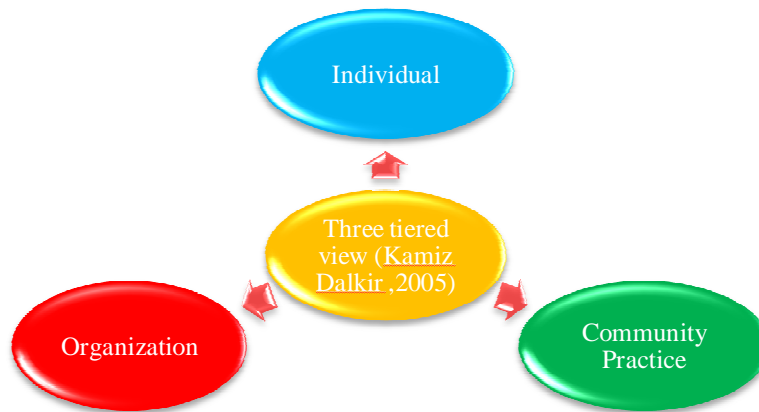 Individual
Three tiered
view (Kamiz
Dalkir ,2005)
Organization
Community
Practice